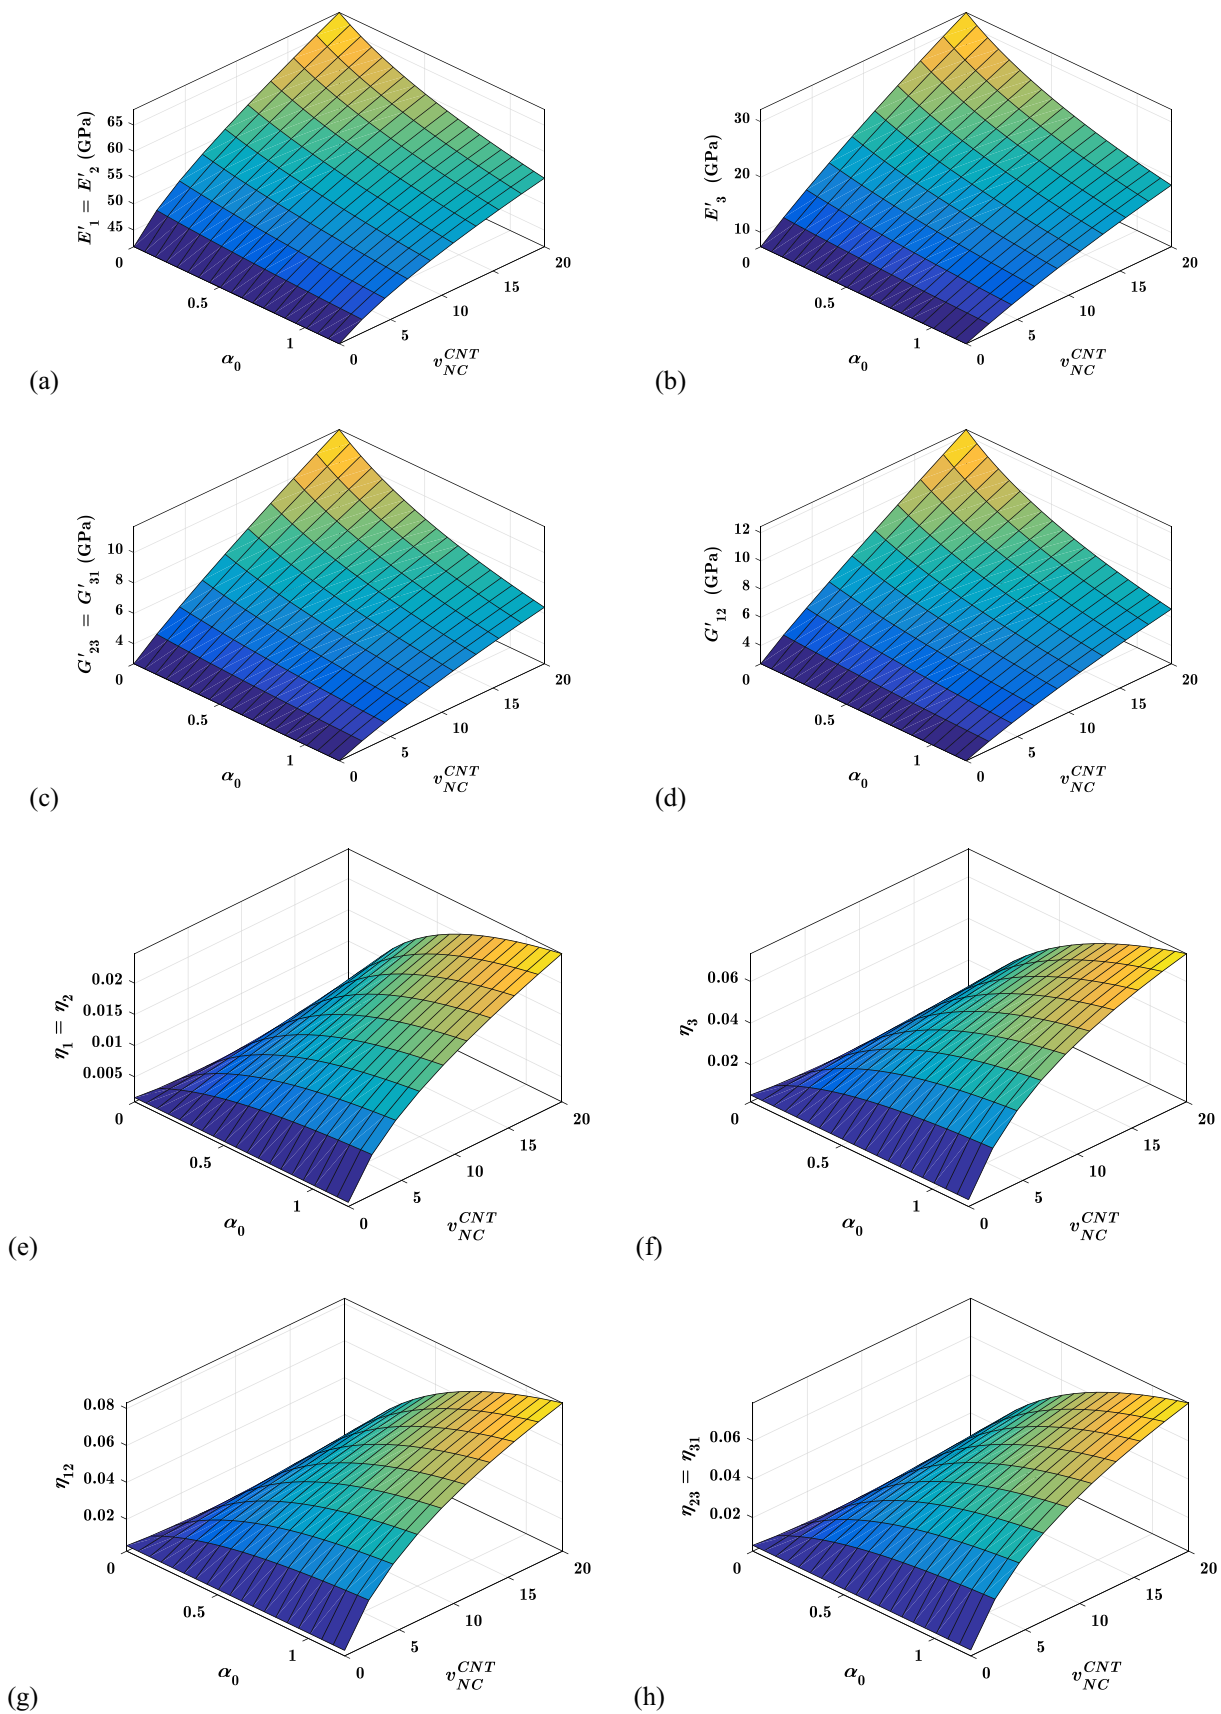 E'1 = E'2 (GPa)
65
60
55
50
45
0
0.5
1
α0
0
5
10
15
20
v_NC^CNT
(a)
E'3 (GPa)
30
20
10
0
0.5
1
α0
0
5
10
15
20
v_NC^CNT
(b)
G'23 = G'31 (GPa)
10
8
6
4
0
0.5
1
α0
0
5
10
15
20
v_NC^CNT
(c)
G'12 (GPa)
12
10
8
6
4
0
0.5
1
α0
0
5
10
15
20
v_NC^CNT
(d)
η1 = η2
0.02
0.015
0.01
0.005
0
0.5
1
α0
0
5
10
15
20
v_NC^CNT
(e)
η3
0.06
0.04
0.02
0
0.5
1
α0
0
5
10
15
20
v_NC^CNT
(f)
η12
0.08
0.06
0.04
0.02
0
0.5
1
α0
0
5
10
15
20
v_NC^CNT
(g)
η23 = η31
0.06
0.04
0.02
0
0.5
1
α0
0
5
10
15
20
v_NC^CNT
(h)